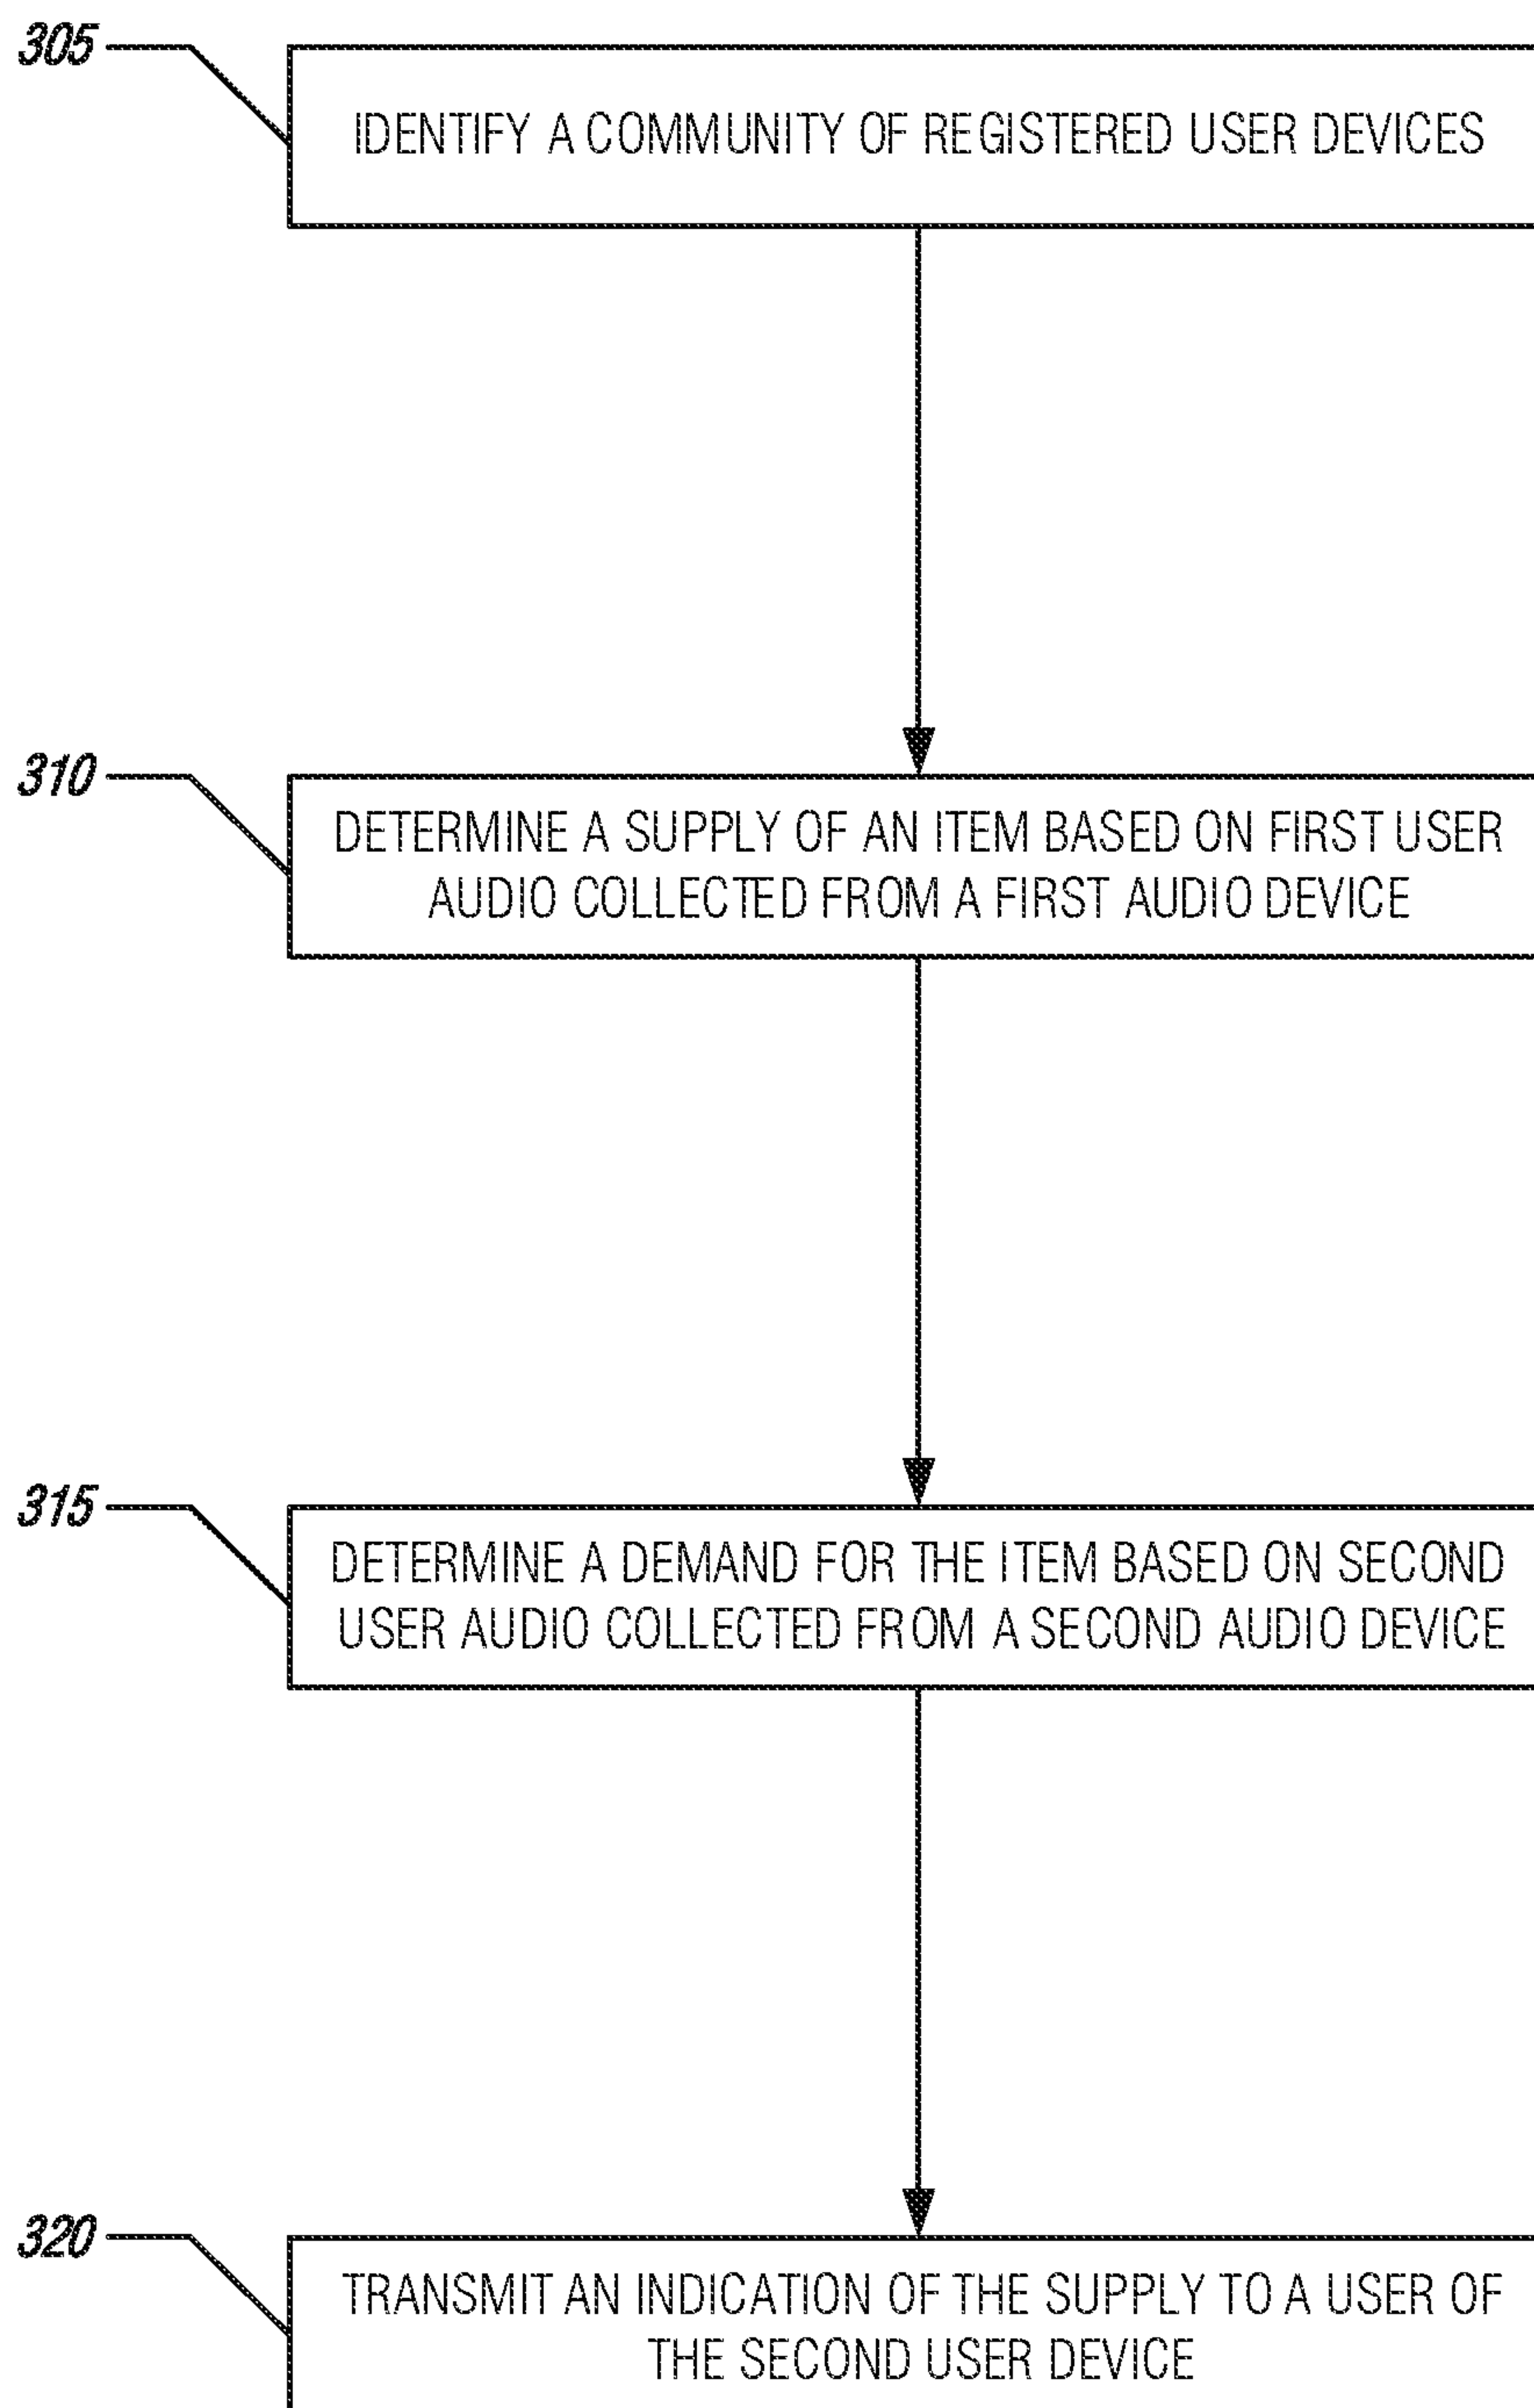 305
IDENTIFY A COMMUNITY OF REGISTERED USER DEVICES
310
DETERMINE A SUPPLY OF AN ITEM BASED ON FIRST USER
AUDIO COLLECTED FROM A FIRST AUDIO DEVICE
315
DETERMINE A DEMAND FOR THE ITEM BASED ON SECOND
USER AUDIO COLLECTED FROM A SECOND AUDIO DEVICE
320
TRANSMIT AN INDICATION OF THE SUPPLY TO A USER OF
THE SECOND USER DEVICE